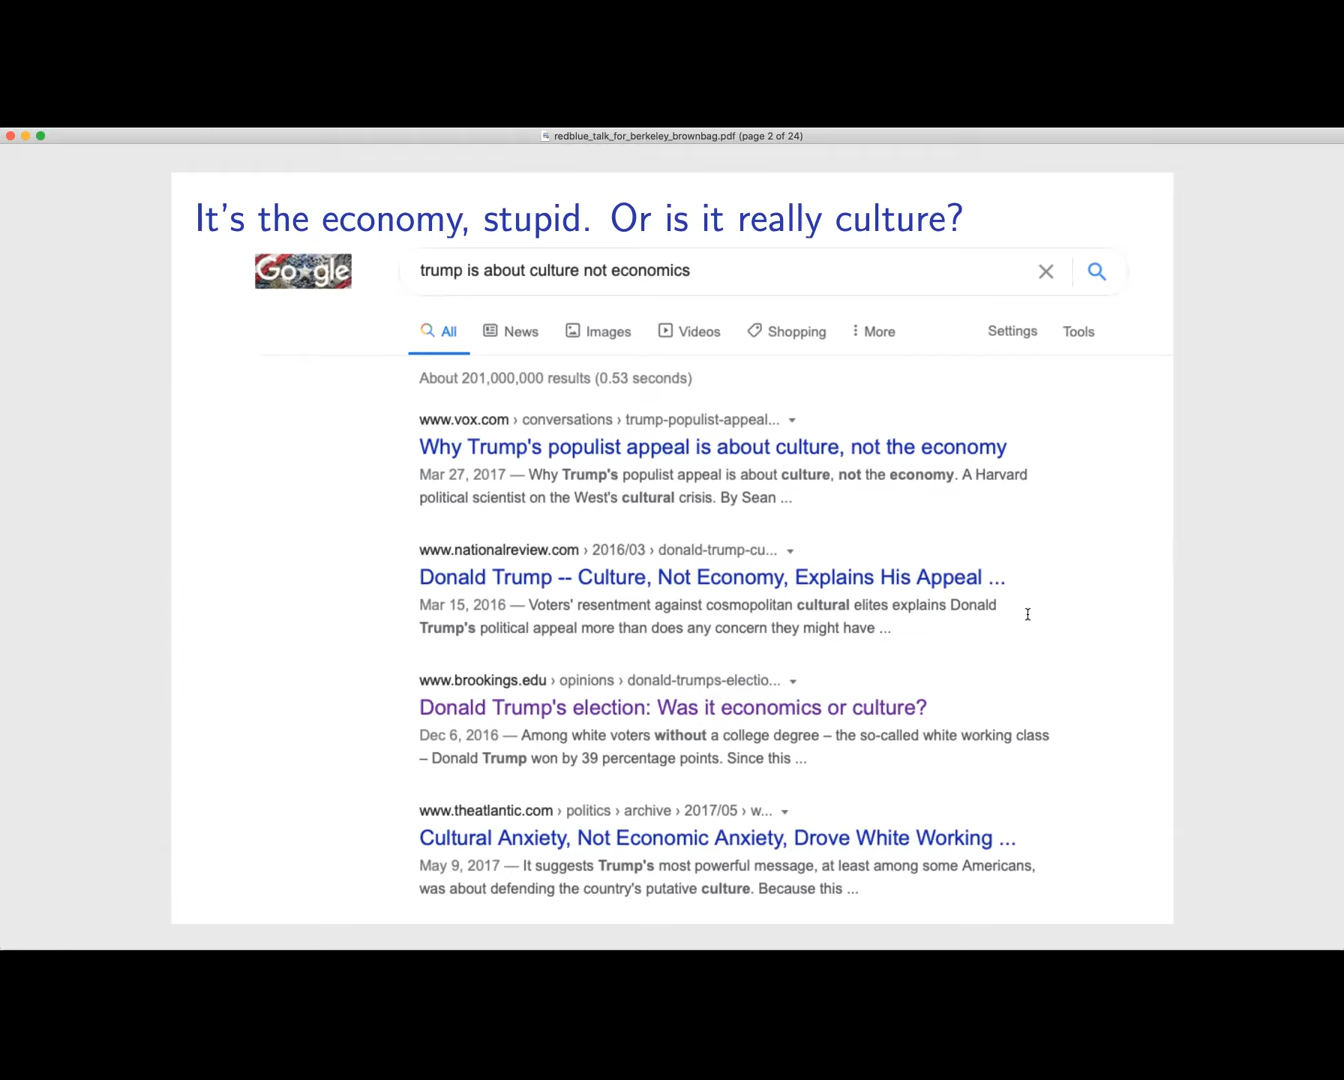 redblue_talk_for_berkeley_brownbag.pdf (page 2 of 24)
It's the economy, stupid. Or is it really culture?
Google
trump is about culture not economics
All News Images Videos Shopping More Settings Tools
About 201,000,000 results (0.53 seconds)
www.vox.com › conversations › trump-populist-appeal...
Why Trump's populist appeal is about culture, not the economy
Mar 27, 2017 — Why Trump's populist appeal is about culture, not the economy. A Harvard
political scientist on the West's cultural crisis. By Sean ...
www.nationalreview.com › 2016/03 › donald-trump-cu...
Donald Trump -- Culture, Not Economy, Explains His Appeal ...
Mar 15, 2016 — Voters' resentment against cosmopolitan cultural elites explains Donald
Trump's political appeal more than does any concern they might have ...
www.brookings.edu › opinions › donald-trumps-electio...
Donald Trump's election: Was it economics or culture?
Dec 6, 2016 — Among white voters without a college degree – the so-called white working class
– Donald Trump won by 39 percentage points. Since this ...
www.theatlantic.com › politics › archive › 2017/05 › w...
Cultural Anxiety, Not Economic Anxiety, Drove White Working ...
May 9, 2017 — It suggests Trump's most powerful message, at least among some Americans,
was about defending the country's putative culture. Because this ...